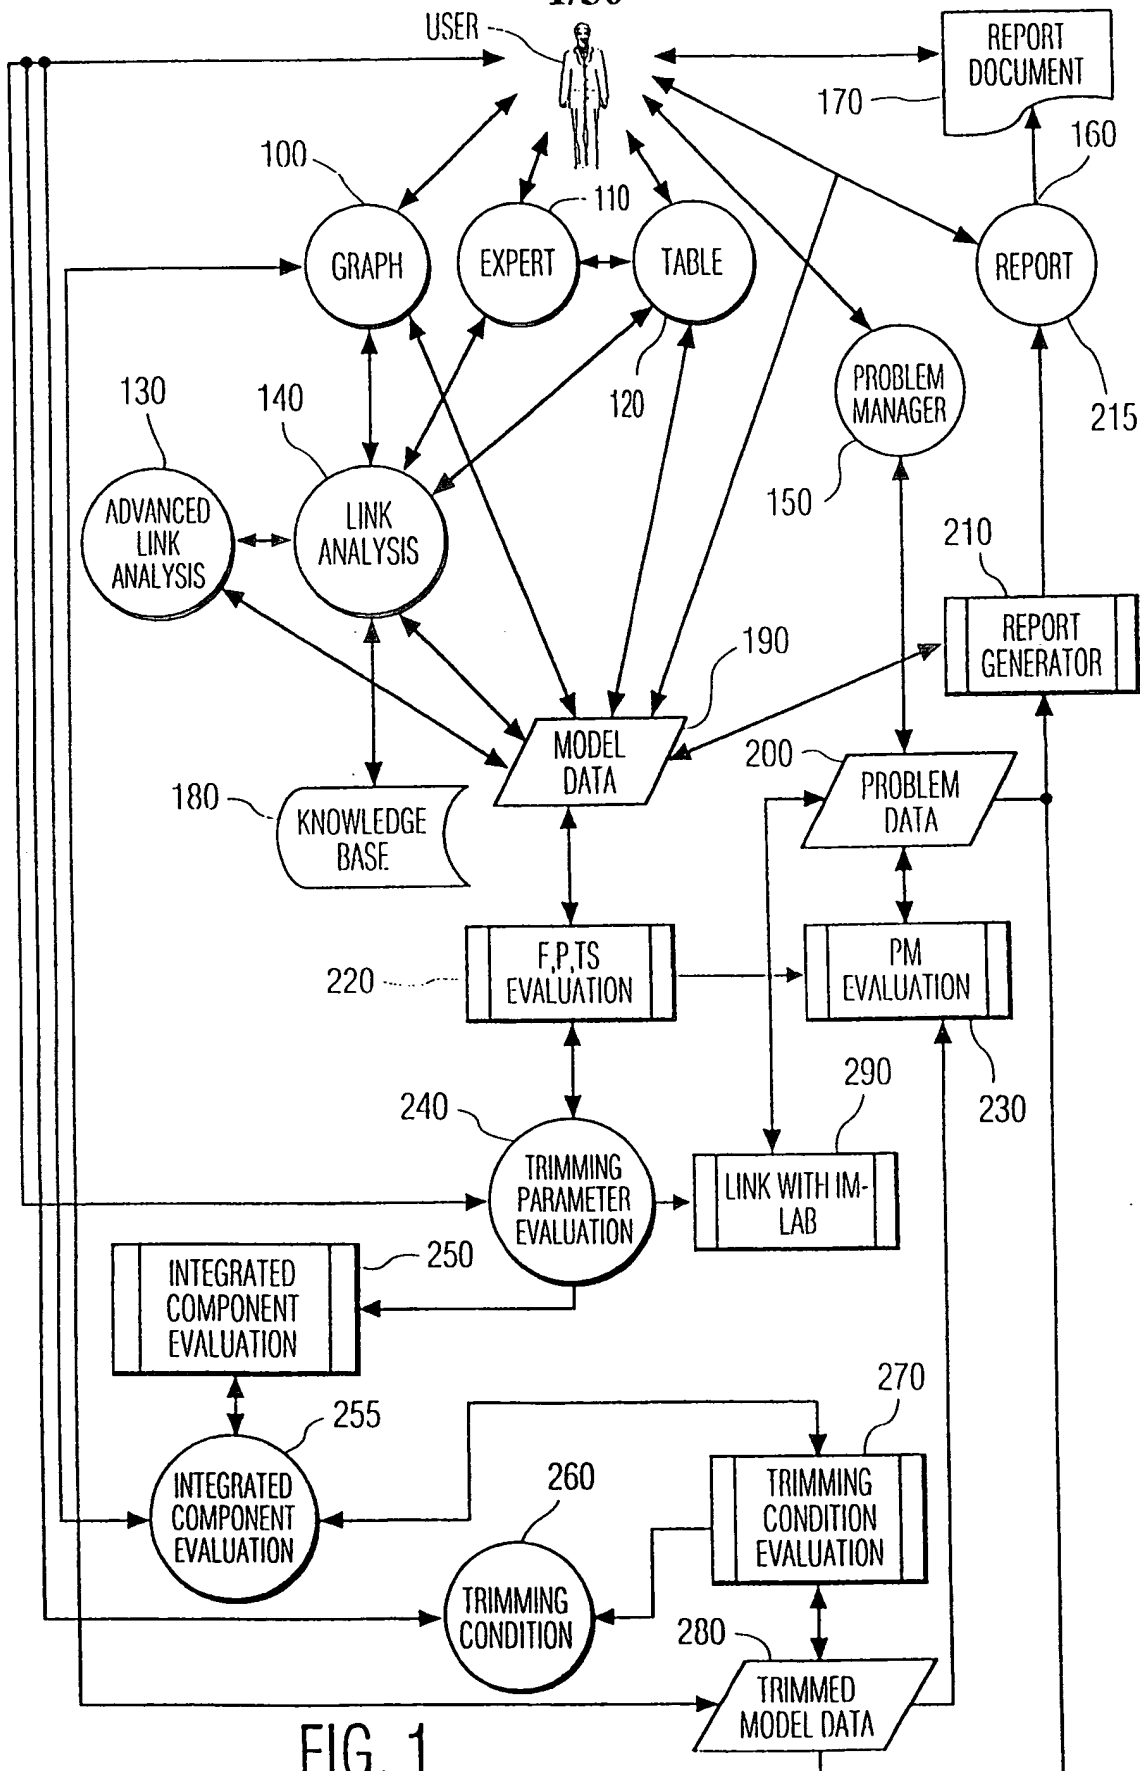 USER
REPORT
DOCUMENT
170
160
100
110
GRAPH
EXPERT
TABLE
REPORT
130
140
120
PROBLEM
MANAGER
215
150
ADVANCED
LINK
ANALYSIS
LINK
ANALYSIS
210
REPORT
GENERATOR
190
MODEL
DATA
200
PROBLEM
DATA
180
KNOWLEDGE
BASE
220
F,P,TS
EVALUATION
PM
EVALUATION
230
240
290
TRIMMING
PARAMETER
EVALUATION
LINK WITH IM-
LAB
250
INTEGRATED
COMPONENT
EVALUATION
255
270
INTEGRATED
COMPONENT
EVALUATION
260
TRIMMING
CONDITION
EVALUATION
TRIMMING
CONDITION
280
TRIMMED
MODEL DATA
FIG. 1